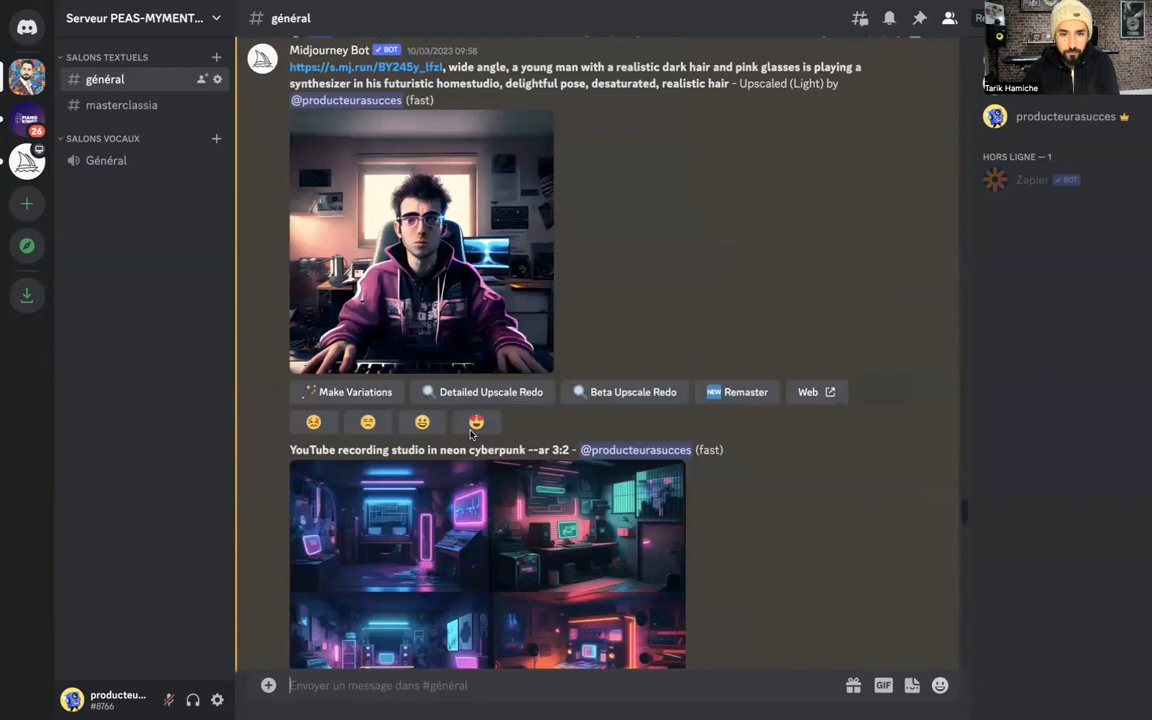 Serveur PEAS-MYMENT...
SALONS TEXTUELS
général
masterclassia
SALONS VOCAUX
Général
26
producteu...
#8766
# général
Midjourney Bot BOT 10/03/2023 09:58
https://s.mj.run/BY245y_lfzI, wide angle, a young man with a realistic dark hair and pink glasses is playing a
synthesizer in his futuristic homestudio, delightful pose, desaturated, realistic hair - Upscaled (Light) by
@producteurasucces (fast)
Make Variations
Detailed Upscale Redo
Beta Upscale Redo
NEW Remaster
Web
YouTube recording studio in neon cyberpunk --ar 3:2 - @producteurasucces (fast)
Envoyer un message dans #général
GIF
Tarik Hamiche
producteurasucces
HORS LIGNE — 1
Zapier BOT